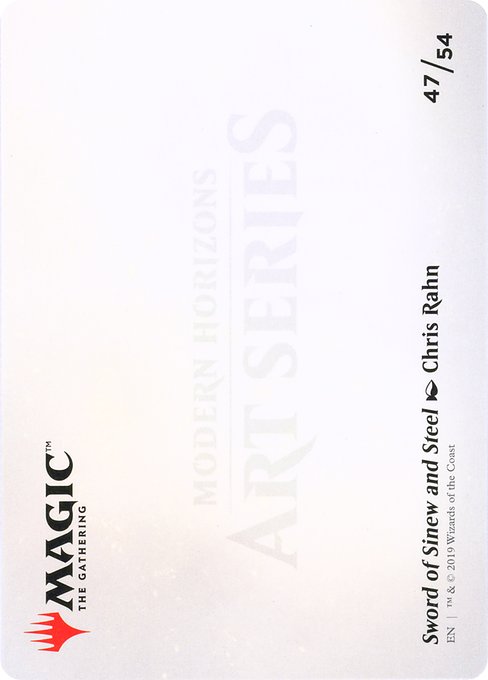 MAGIC™
THE GATHERING
MODERN HORIZONS
ART SERIES
Sword of Sinew and Steel Chris Rahn
EN | ™ & © 2019 Wizards of the Coast
47/54